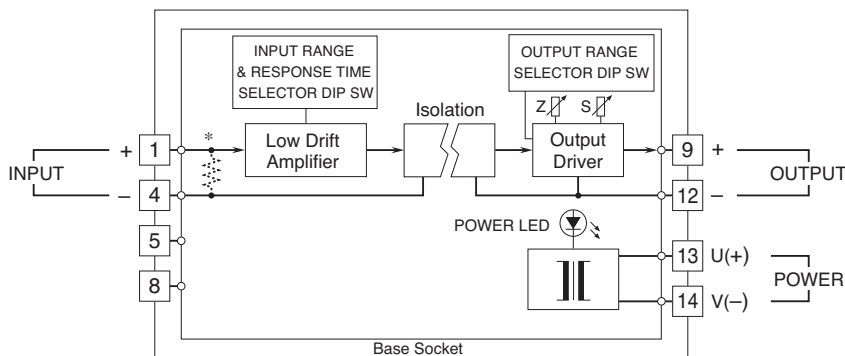 INPUT RANGE
& RESPONSE TIME
SELECTOR DIP SW
OUTPUT RANGE
SELECTOR DIP SW
Isolation
Z
S
*
INPUT
+
1
Low Drift
Amplifier
Output
Driver
9
+
OUTPUT
–
4
12
–
5
POWER LED
13
U(+)
POWER
8
14
V(–)
Base Socket